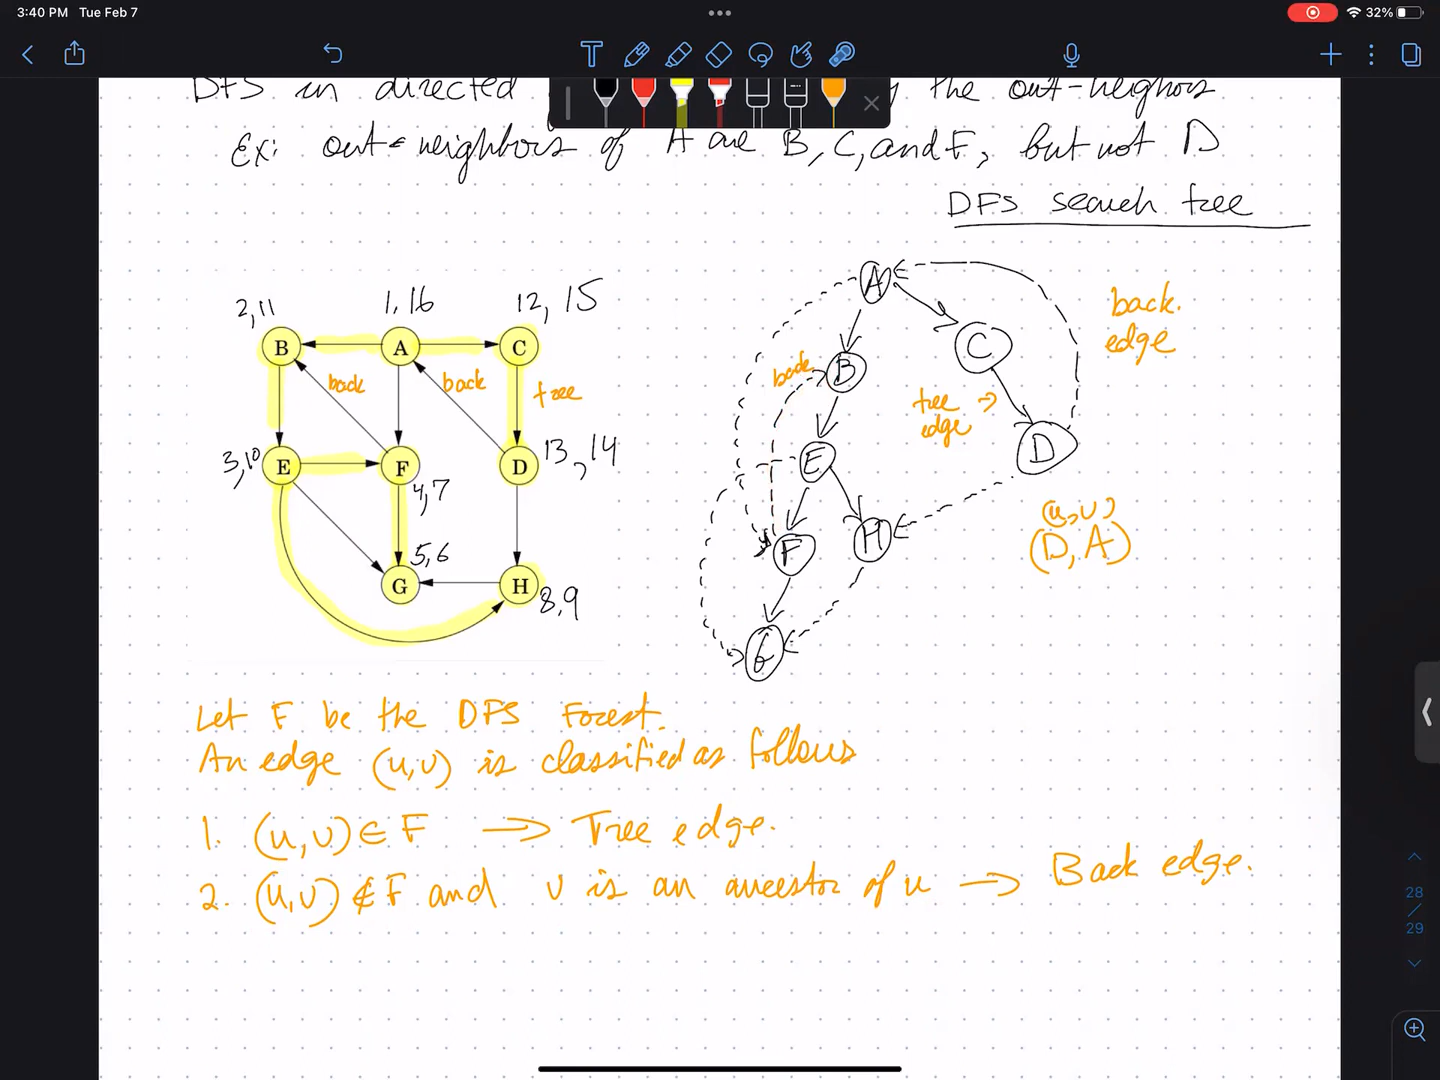 3:40 PM Tue Feb 7
32%
DFS in directed the out-neighbors
Ex: out-neighbors of A are B, C, and F, but not D
DFS search tree
2,11
1,16
12, 15
B
A
C
back
back
tree
3,10
E
F
D
13, 14
4,7
5,6
G
H
8,9
A
back
edge
C
B
back
tree
edge
D
E
(u,v)
(D, A)
F
H
G
Let F be the DFS Forest.
An edge (u,v) is classified as follows
1. (u,v) ∈ F → Tree edge.
2. (u,v) ∉ F and v is an ancestor of u → Back edge.
28
29